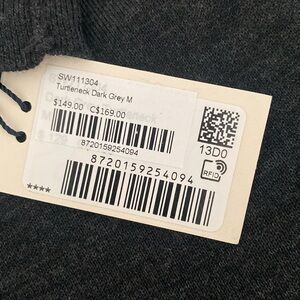 SW111304
Turtleneck Dark Grey M
$149.00 C$169.00
8720159254094
13D0
RFID
8720159254094
****